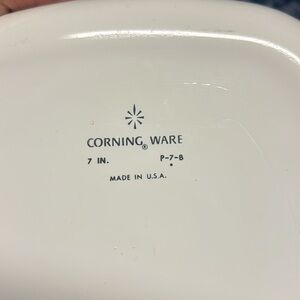 CORNING® WARE
7 IN. P-7-B
MADE IN U.S.A.